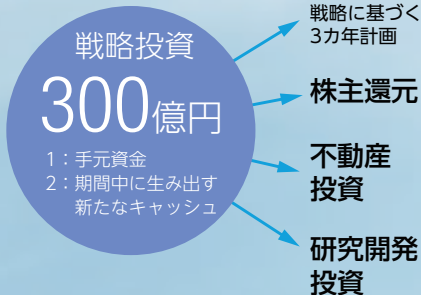 戦略投資
300億円
1：手元資金
2：期間中に生み出す
新たなキャッシュ
戦略に基づく
3カ年計画
株主還元
不動産
投資
研究開発
投資